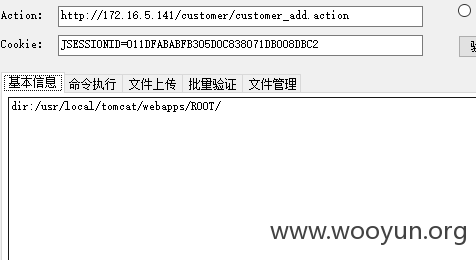 Action: http://172.16.5.141/customer/customer_add.action
Cookie: JSESSIONID=011DFABABFB305D0C838071DB008DBC2
基本信息 命令执行 文件上传 批量验证 文件管理
dir:/usr/local/tomcat/webapps/ROOT/
www.wooyun.org